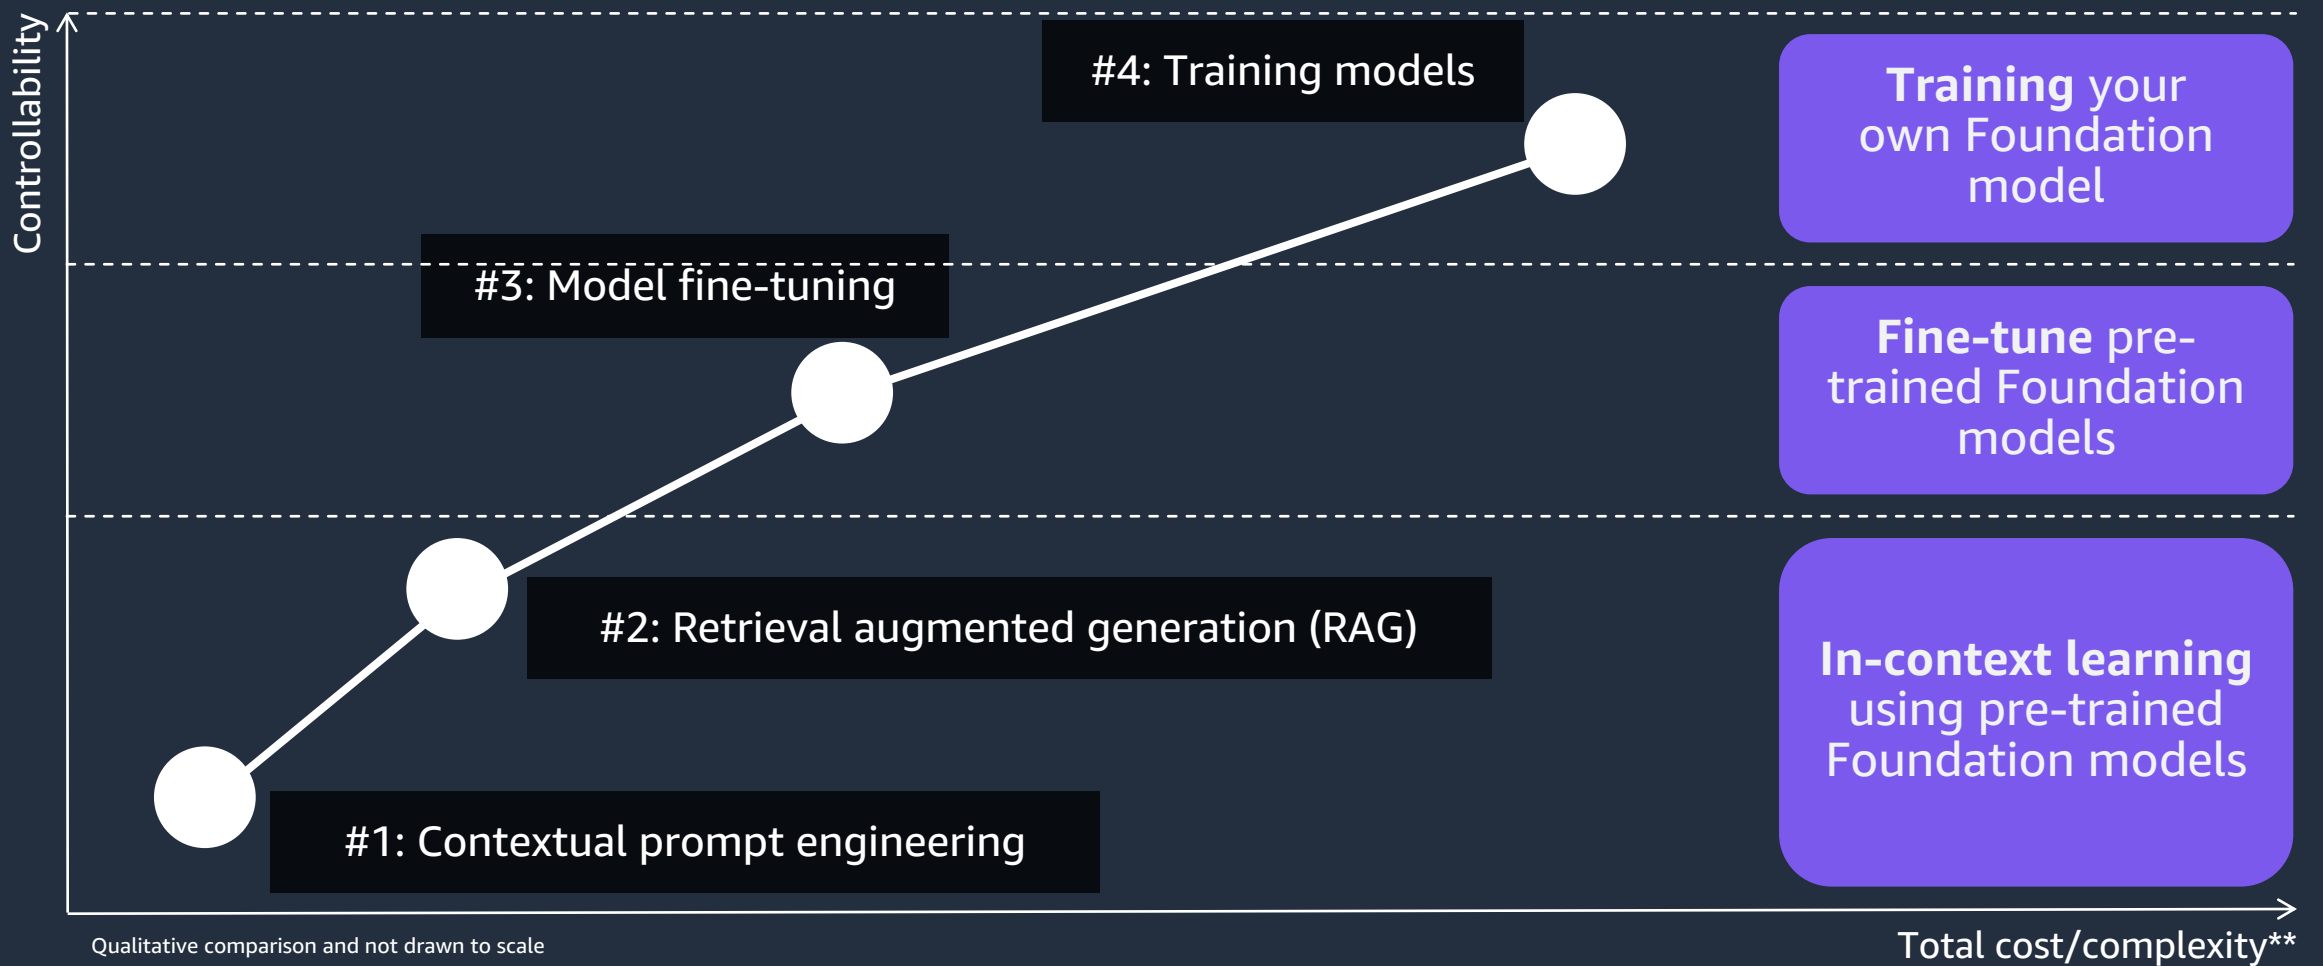 Controllability
#4: Training models
Training your
own Foundation
model
#3: Model fine-tuning
Fine-tune pre-
trained Foundation
models
#2: Retrieval augmented generation (RAG)
In-context learning
using pre-trained
Foundation models
#1: Contextual prompt engineering
Qualitative comparison and not drawn to scale
Total cost/complexity**